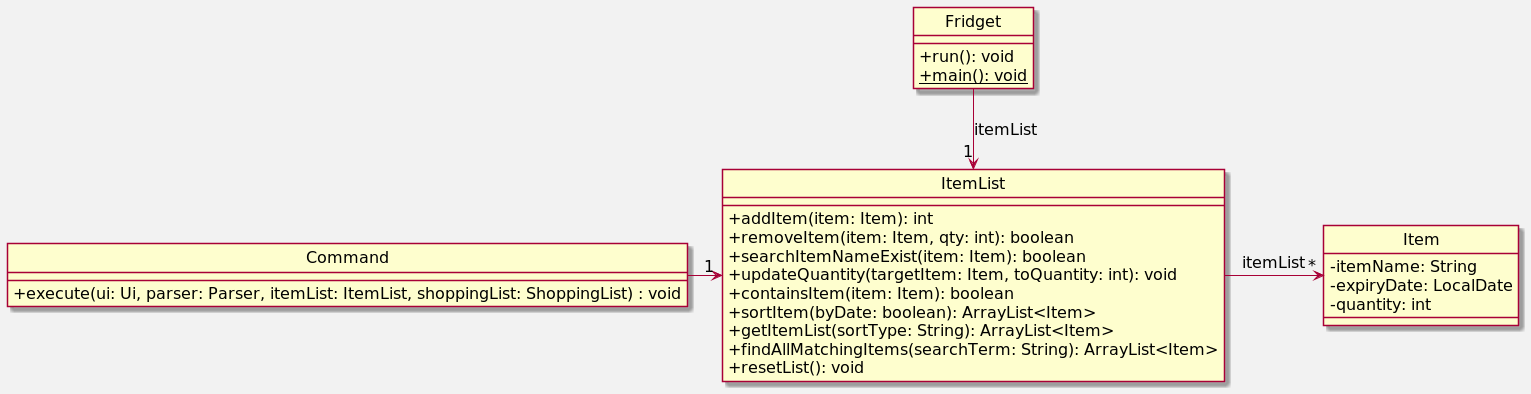 Fridget
+run(): void
+main(): void
itemList
1
ItemList
+addItem(item: Item): int
+removeItem(item: Item, qty: int): boolean
+searchItemNameExist(item: Item): boolean
+updateQuantity(targetItem: Item, toQuantity: int): void
+containsItem(item: Item): boolean
+sortItem(byDate: boolean): ArrayList<Item>
+getItemList(sortType: String): ArrayList<Item>
+findAllMatchingItems(searchTerm: String): ArrayList<Item>
+resetList(): void
Command
+execute(ui: Ui, parser: Parser, itemList: ItemList, shoppingList: ShoppingList) : void
1
itemList *
Item
-itemName: String
-expiryDate: LocalDate
-quantity: int